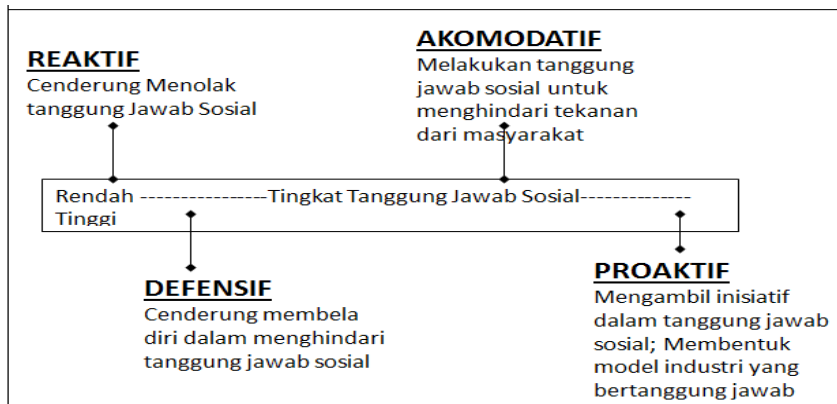 REAKTIF
Cenderung Menolak
tanggung Jawab Sosial
AKOMODATIF
Melakukan tanggung
jawab sosial untuk
menghindari tekanan
dari masyarakat
Rendah ----------------Tingkat Tanggung Jawab Sosial--------------
Tinggi
DEFENSIF
Cenderung membela
diri dalam menghindari
tanggung jawab sosial
PROAKTIF
Mengambil inisiatif
dalam tanggung jawab
sosial; Membentuk
model industri yang
bertanggung jawab